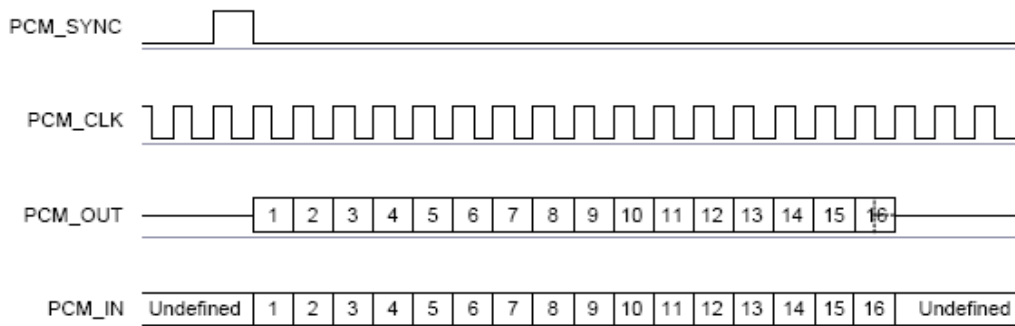 PCM_SYNC
PCM_CLK
PCM_OUT 1 2 3 4 5 6 7 8 9 10 11 12 13 14 15 16
PCM_IN Undefined 1 2 3 4 5 6 7 8 9 10 11 12 13 14 15 16 Undefined